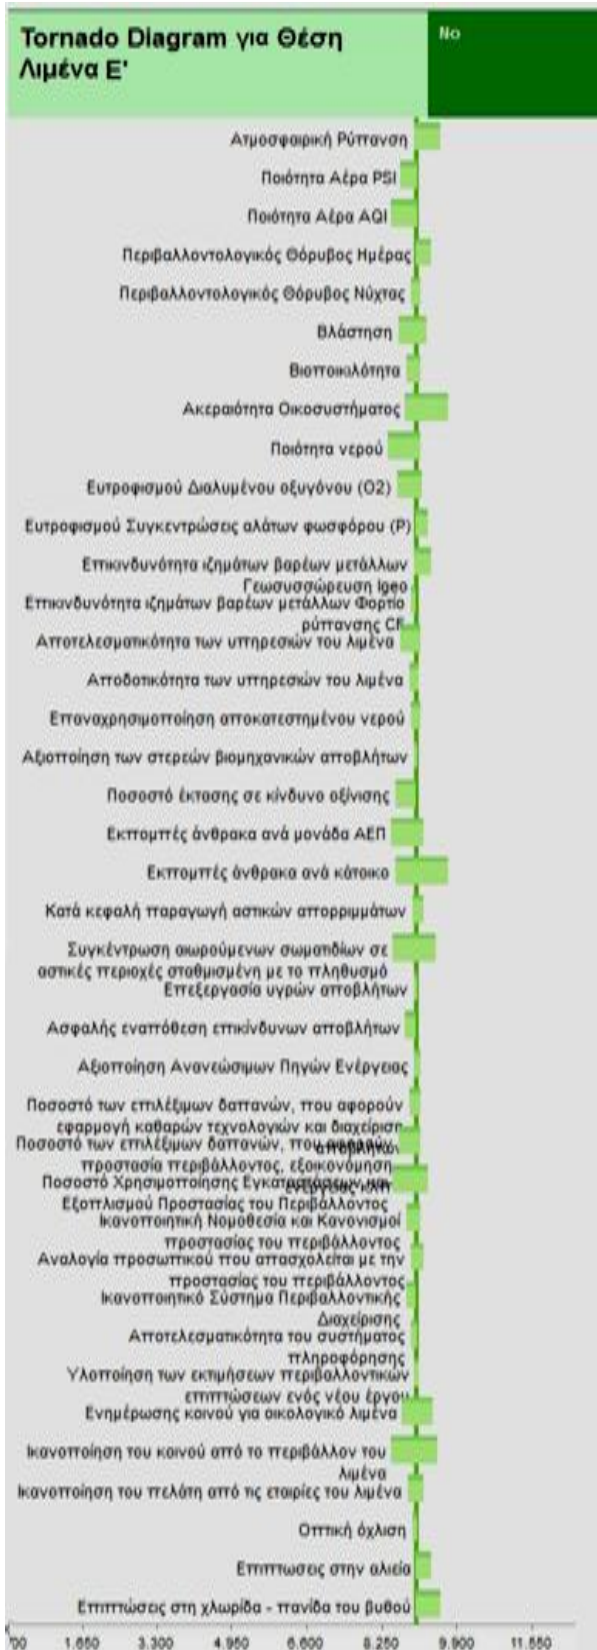 Tornado Diagram για Θέση
Λιμένα Ε'
No
Ατμοσφαιρική Ρύπανση
Ποιότητα Αέρα PSI
Ποιότητα Αέρα AQI
Περιβαλλοντολογικός Θόρυβος Ημέρας
Περιβαλλοντολογικός Θόρυβος Νύχτας
Βλάστηση
Βιοποικιλότητα
Ακεραιότητα Οικοσυστήματος
Ποιότητα νερού
Ευτροφισμού Διαλυμένου οξυγόνου (O2)
Ευτροφισμού Συγκεντρώσεις αλάτων φωσφόρου (P)
Επικινδυνότητα ιζημάτων βαρέων μετάλλων
Γεωσυσσώρευση Igeo
Επικινδυνότητα ιζημάτων βαρέων μετάλλων Φορτίο
ρύπανσης CF
Αποτελεσματικότητα των υπηρεσιών του λιμένα
Αποδοτικότητα των υπηρεσιών του λιμένα
Επαναχρησιμοποίηση αποκατεστημένου νερού
Αξιοποίηση των στερεών βιομηχανικών αποβλήτων
Ποσοστό έκτασης σε κίνδυνο οξίνισης
Εκπομπές άνθρακα ανά μονάδα ΑΕΠ
Εκπομπές άνθρακα ανά κάτοικο
Κατά κεφαλή παραγωγή αστικών απορριμμάτων
Συγκέντρωση αιωρούμενων σωματιδίων σε
αστικές περιοχές σταθμισμένη με το πληθυσμό
Επεξεργασία υγρών αποβλήτων
Ασφαλής εναπόθεση επικίνδυνων αποβλήτων
Αξιοποίηση Ανανεώσιμων Πηγών Ενέργειας
Ποσοστό των επιλέξιμων δαπανών, που αφορούν
εφαρμογή καθαρών τεχνολογιών και διαχείριση
αποβλήτων
Ποσοστό των επιλέξιμων δαπανών, που αφορούν
προστασία περιβάλλοντος, εξοικονόμηση
ενέργειας κλπ
Ποσοστό Χρησιμοποίησης Εγκαταστάσεων και
Εξοπλισμού Προστασίας του Περιβάλλοντος
Ικανοποιητική Νομοθεσία και Κανονισμοί
προστασίας του περιβάλλοντος
Αναλογία προσωπικού που απασχολείται με την
προστασίας του περιβάλλοντος
Ικανοποιητικό Σύστημα Περιβαλλοντικής
Διαχείρισης
Αποτελεσματικότητα του συστήματος
πληροφόρησης
Υλοποίηση των εκτιμήσεων περιβαλλοντικών
επιπτώσεων ενός νέου έργου
Ενημέρωσης κοινού για οικολογικό λιμένα
Ικανοποίηση του κοινού από το περιβάλλον του
λιμένα
Ικανοποίηση του πελάτη από τις εταιρίες του λιμένα
Οπτική όχλιση
Επιπτωσεις στην αλιεία
Επιπτώσεις στη χλωρίδα - πανίδα του βυθού
'00 1.650 3.300 4.950 6.600 8.250 9.900 11.550